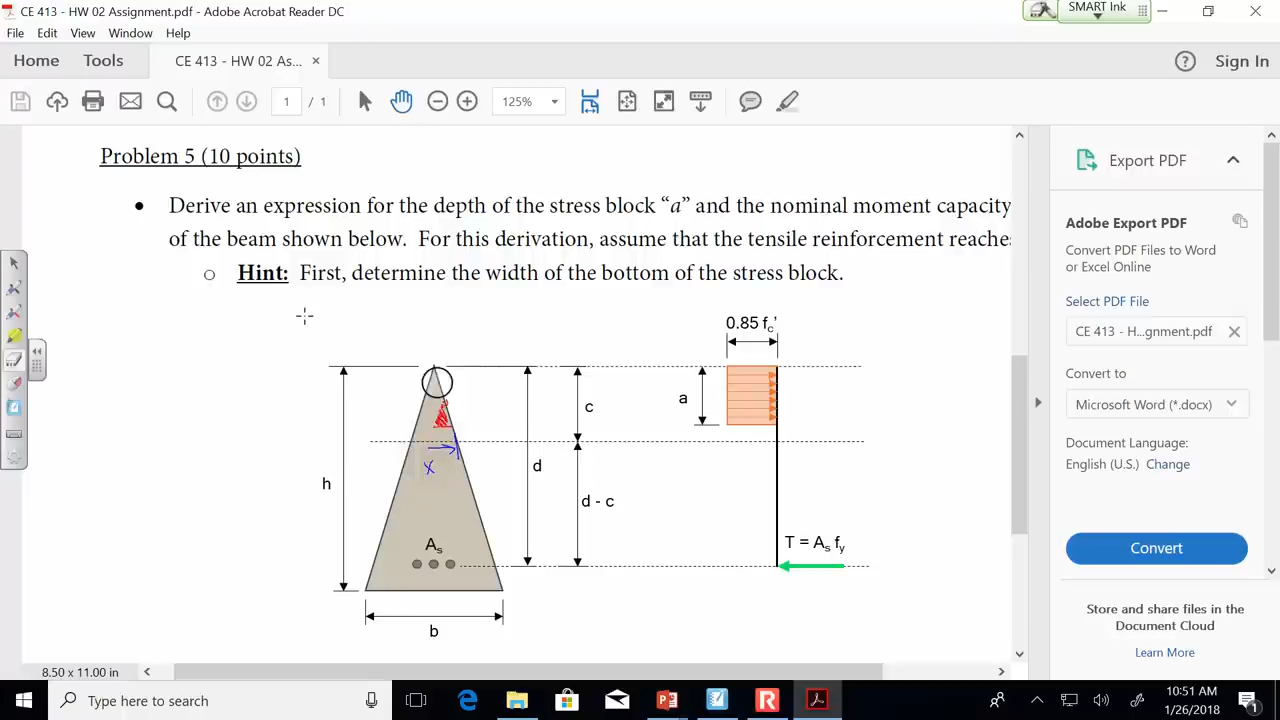 CE 413 - HW 02 Assignment.pdf - Adobe Acrobat Reader DC
SMART Ink
File Edit View Window Help
Home Tools CE 413 - HW 02 As... × Sign In
1 / 1 125%
Problem 5 (10 points)
• Derive an expression for the depth of the stress block “a” and the nominal moment capacity
of the beam shown below. For this derivation, assume that the tensile reinforcement reache
o Hint: First, determine the width of the bottom of the stress block.
0.85 fc'
a
c
x
d
h
d - c
As
T = As fy
b
8.50 x 11.00 in
Export PDF
Adobe Export PDF
Convert PDF Files to Word
or Excel Online
Select PDF File
CE 413 - H...gnment.pdf
Convert to
Microsoft Word (*.docx)
Document Language:
English (U.S.) Change
Convert
Store and share files in the
Document Cloud
Learn More
Type here to search
10:51 AM
1/26/2018
1